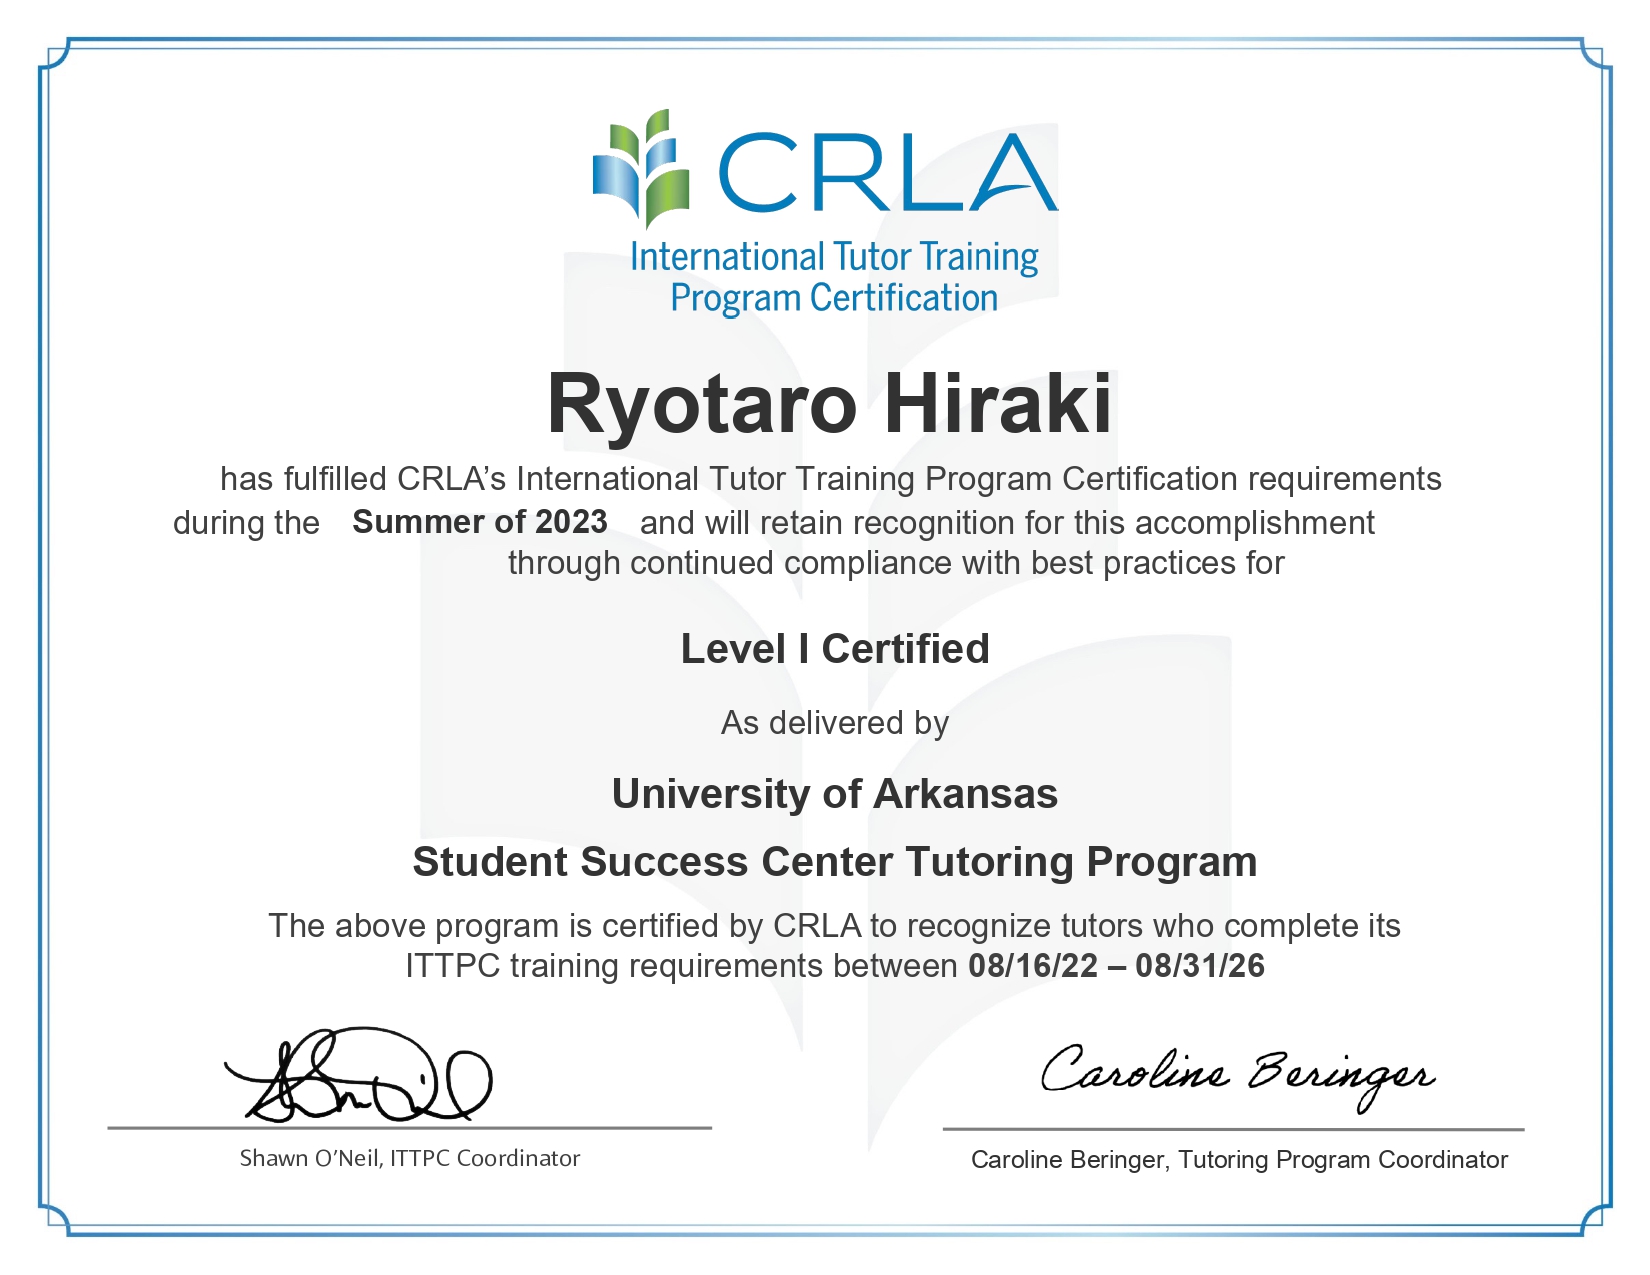 CRLA
International Tutor Training
Program Certification
Ryotaro Hiraki
has fulfilled CRLA’s International Tutor Training Program Certification requirements
during the Summer of 2023 and will retain recognition for this accomplishment
through continued compliance with best practices for
Level I Certified
As delivered by
University of Arkansas
Student Success Center Tutoring Program
The above program is certified by CRLA to recognize tutors who complete its
ITTPC training requirements between 08/16/22 – 08/31/26
Caroline Beringer
Shawn O’Neil, ITTPC Coordinator
Caroline Beringer, Tutoring Program Coordinator